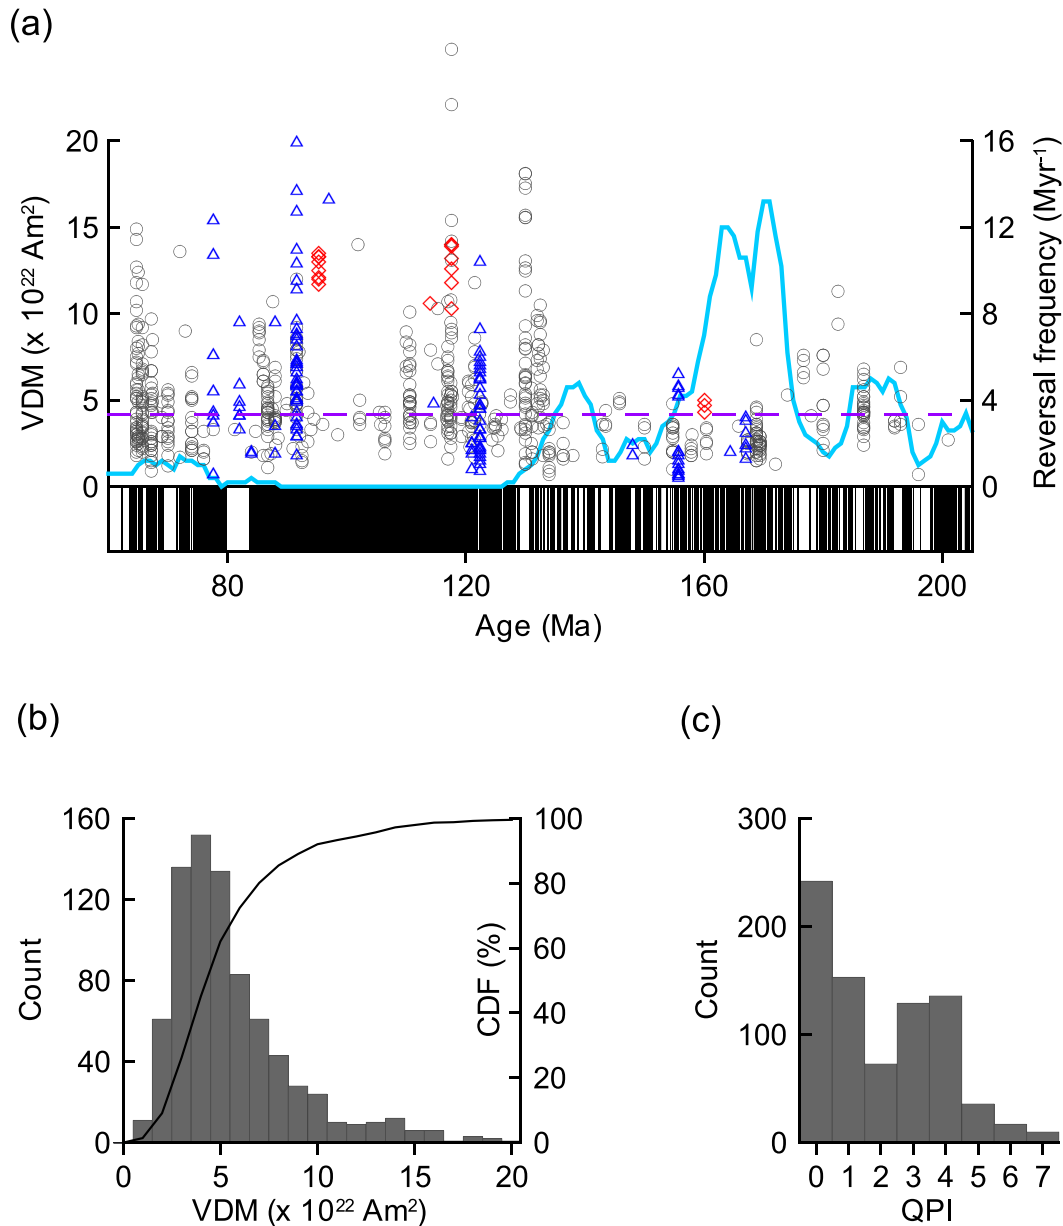 (a)
VDM (x 10²² Am²)
20
15
10
5
0
Reversal frequency (Myr⁻¹)
16
12
8
4
0
80 120 160 200
Age (Ma)
(b)
Count
160
120
80
40
0
CDF (%)
100
80
60
40
20
0
0 5 10 15 20
VDM (x 10²² Am²)
(c)
Count
300
200
100
0
0 1 2 3 4 5 6 7
QPI